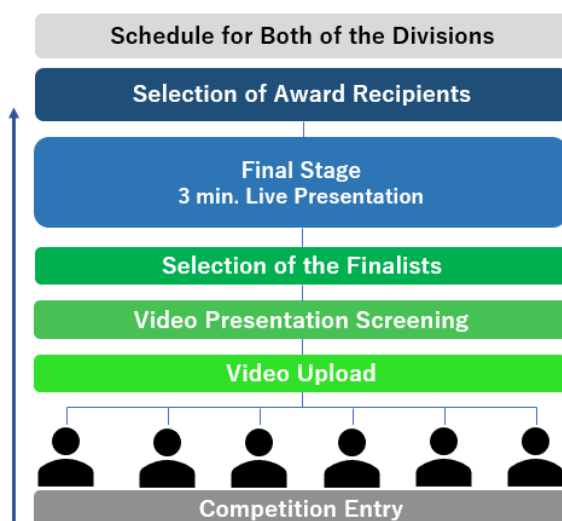 Schedule for Both of the Divisions
Selection of Award Recipients
Final Stage
3 min. Live Presentation
Selection of the Finalists
Video Presentation Screening
Video Upload
Competition Entry